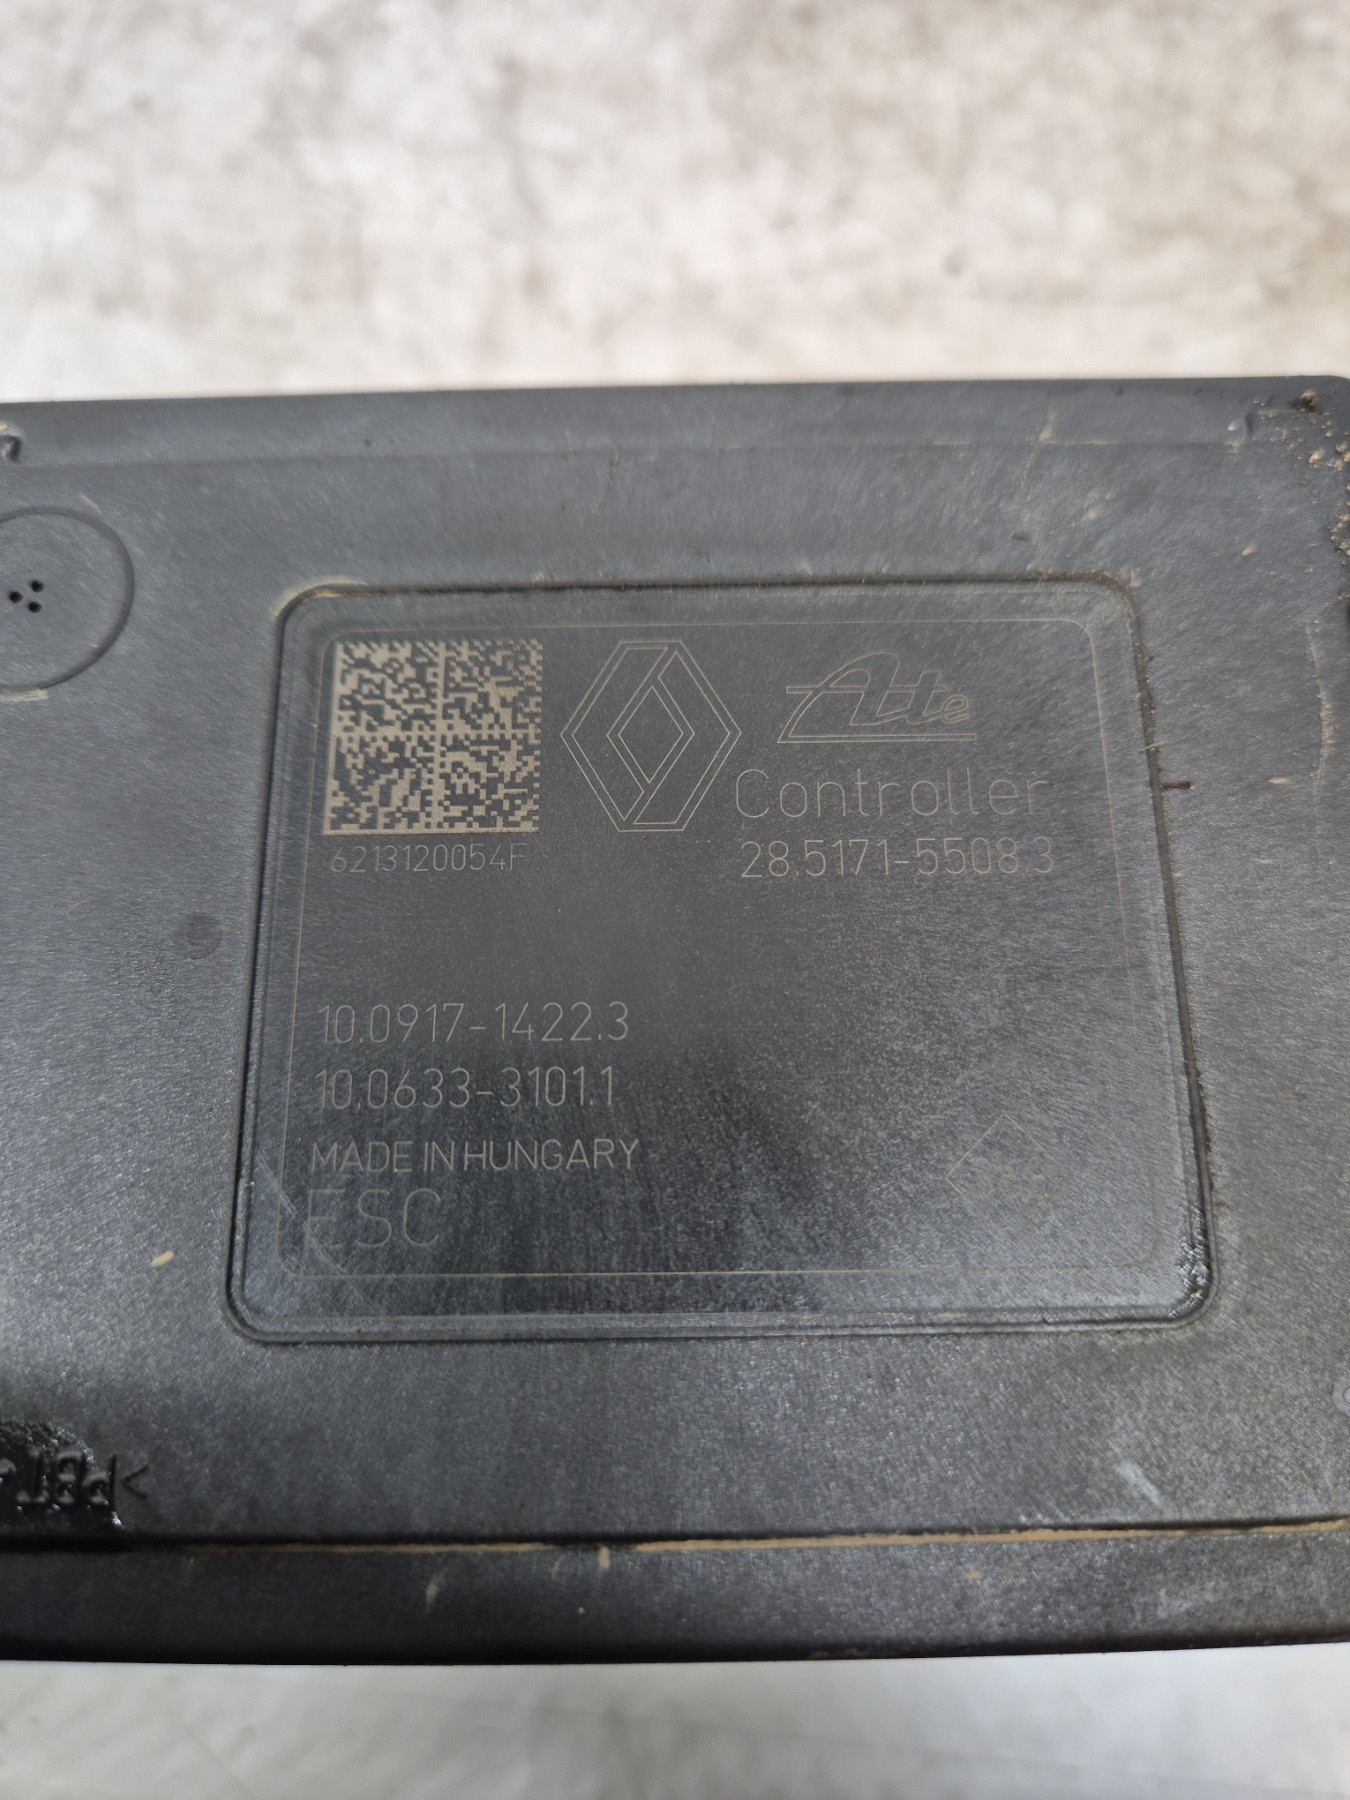 Ate
Controller
6213120054F
28.5171-5508.3
10.0917-1422.3
10.0633-3101.1
MADE IN HUNGARY
ESC